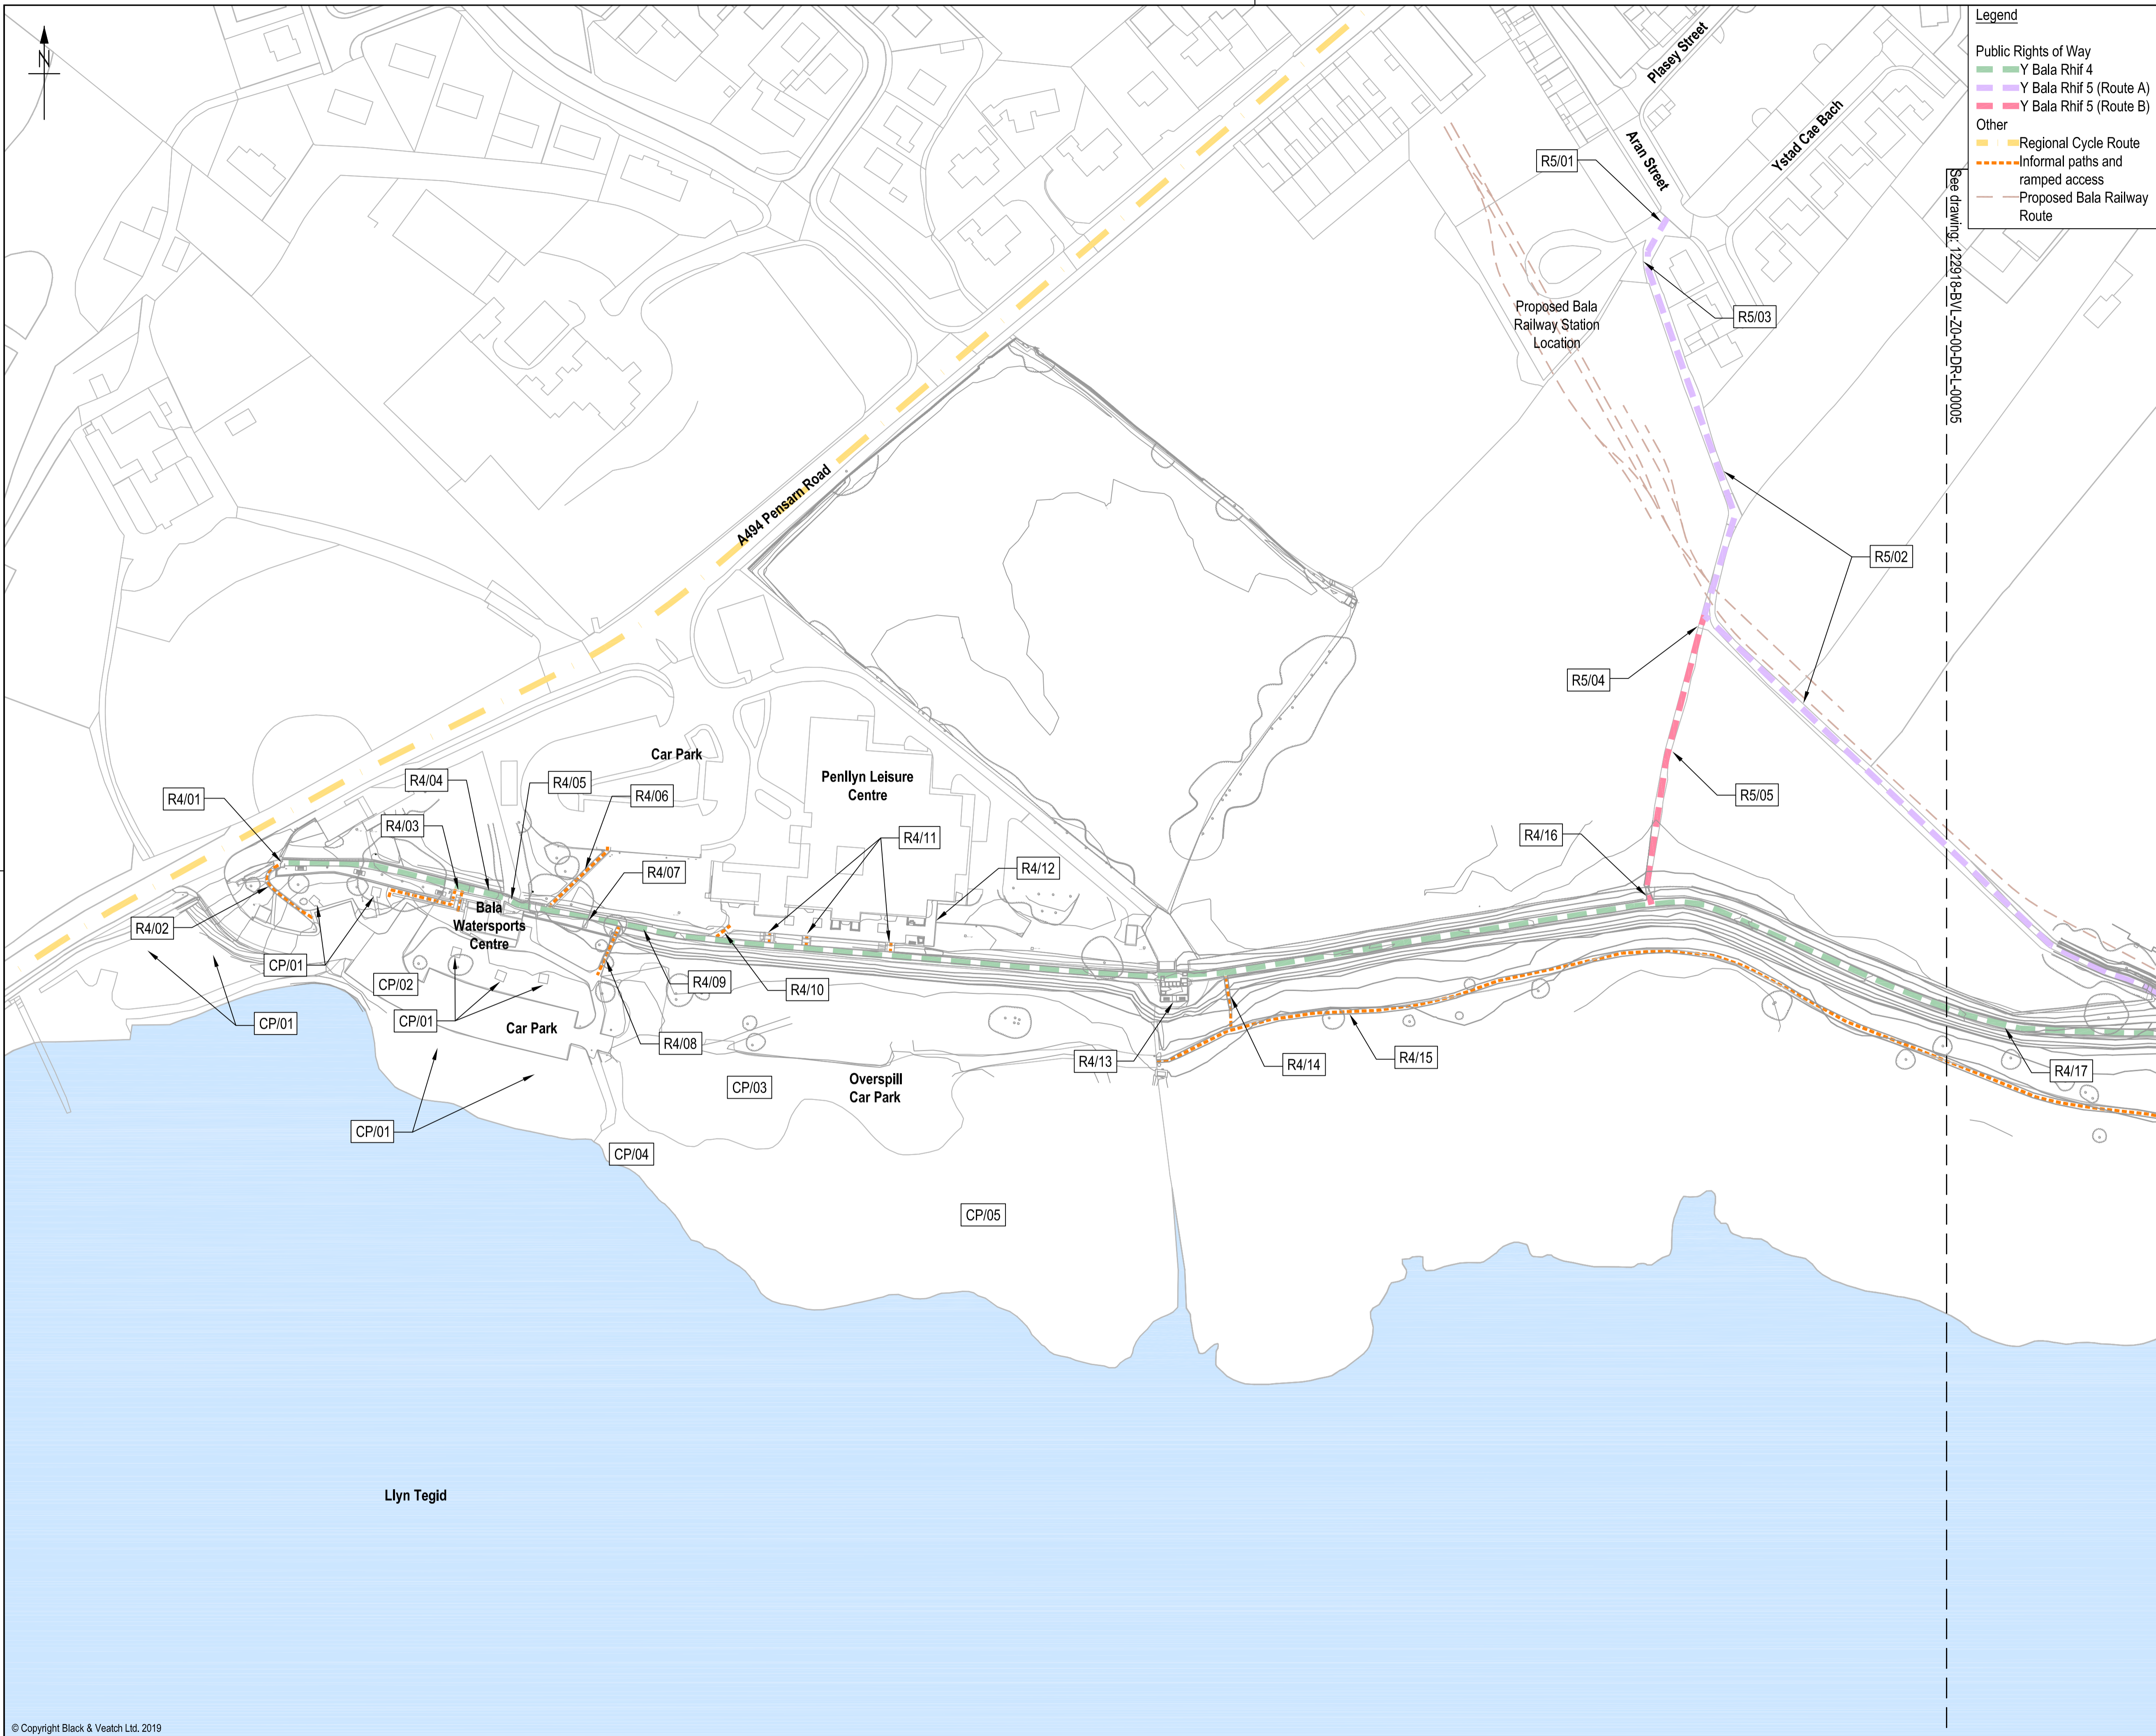 N
Legend
Public Rights of Way
Y Bala Rhif 4
Y Bala Rhif 5 (Route A)
Y Bala Rhif 5 (Route B)
Other
Regional Cycle Route
Informal paths and
ramped access
Proposed Bala Railway
Route
See drawing: 122918-BVL-Z0-00-DR-L-00005
Plasey Street
Aran Street
Ystad Cae Bach
R5/01
R5/03
Proposed Bala
Railway Station
Location
A494 Pensarn Road
R5/02
R5/04
R5/05
Car Park
Penllyn Leisure
Centre
R4/01
R4/04
R4/05
R4/06
R4/03
R4/11
R4/16
R4/07
R4/12
R4/02
Bala
Watersports
Centre
CP/01
CP/02
R4/09
R4/10
CP/01
CP/01
Car Park
R4/08
R4/13
R4/14
R4/15
R4/17
CP/03
Overspill
Car Park
CP/01
CP/04
CP/05
Llyn Tegid
© Copyright Black & Veatch Ltd. 2019